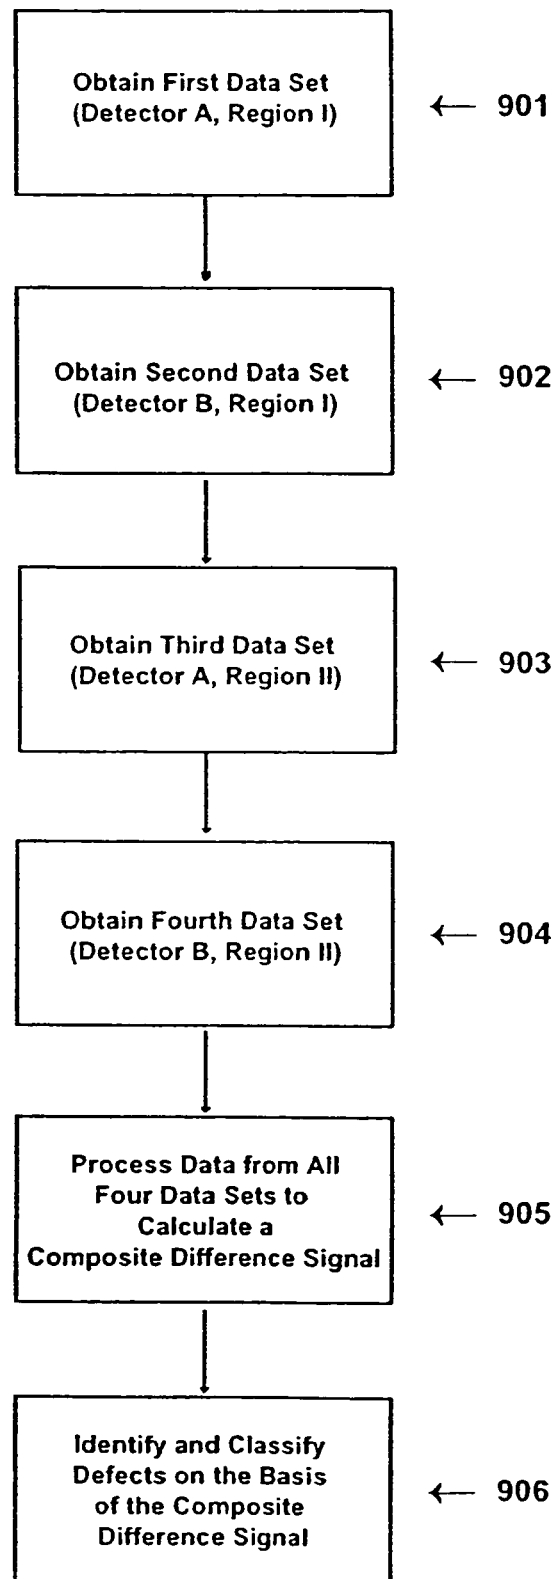 Obtain First Data Set
(Detector A, Region I)
← 901
Obtain Second Data Set
(Detector B, Region I)
← 902
Obtain Third Data Set
(Detector A, Region II)
← 903
Obtain Fourth Data Set
(Detector B, Region II)
← 904
Process Data from All
Four Data Sets to
Calculate a
Composite Difference Signal
← 905
Identify and Classify
Defects on the Basis
of the Composite
Difference Signal
← 906